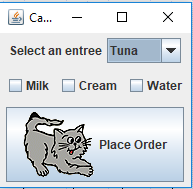 Ca...
Select an entree Tuna
Milk Cream Water
Place Order